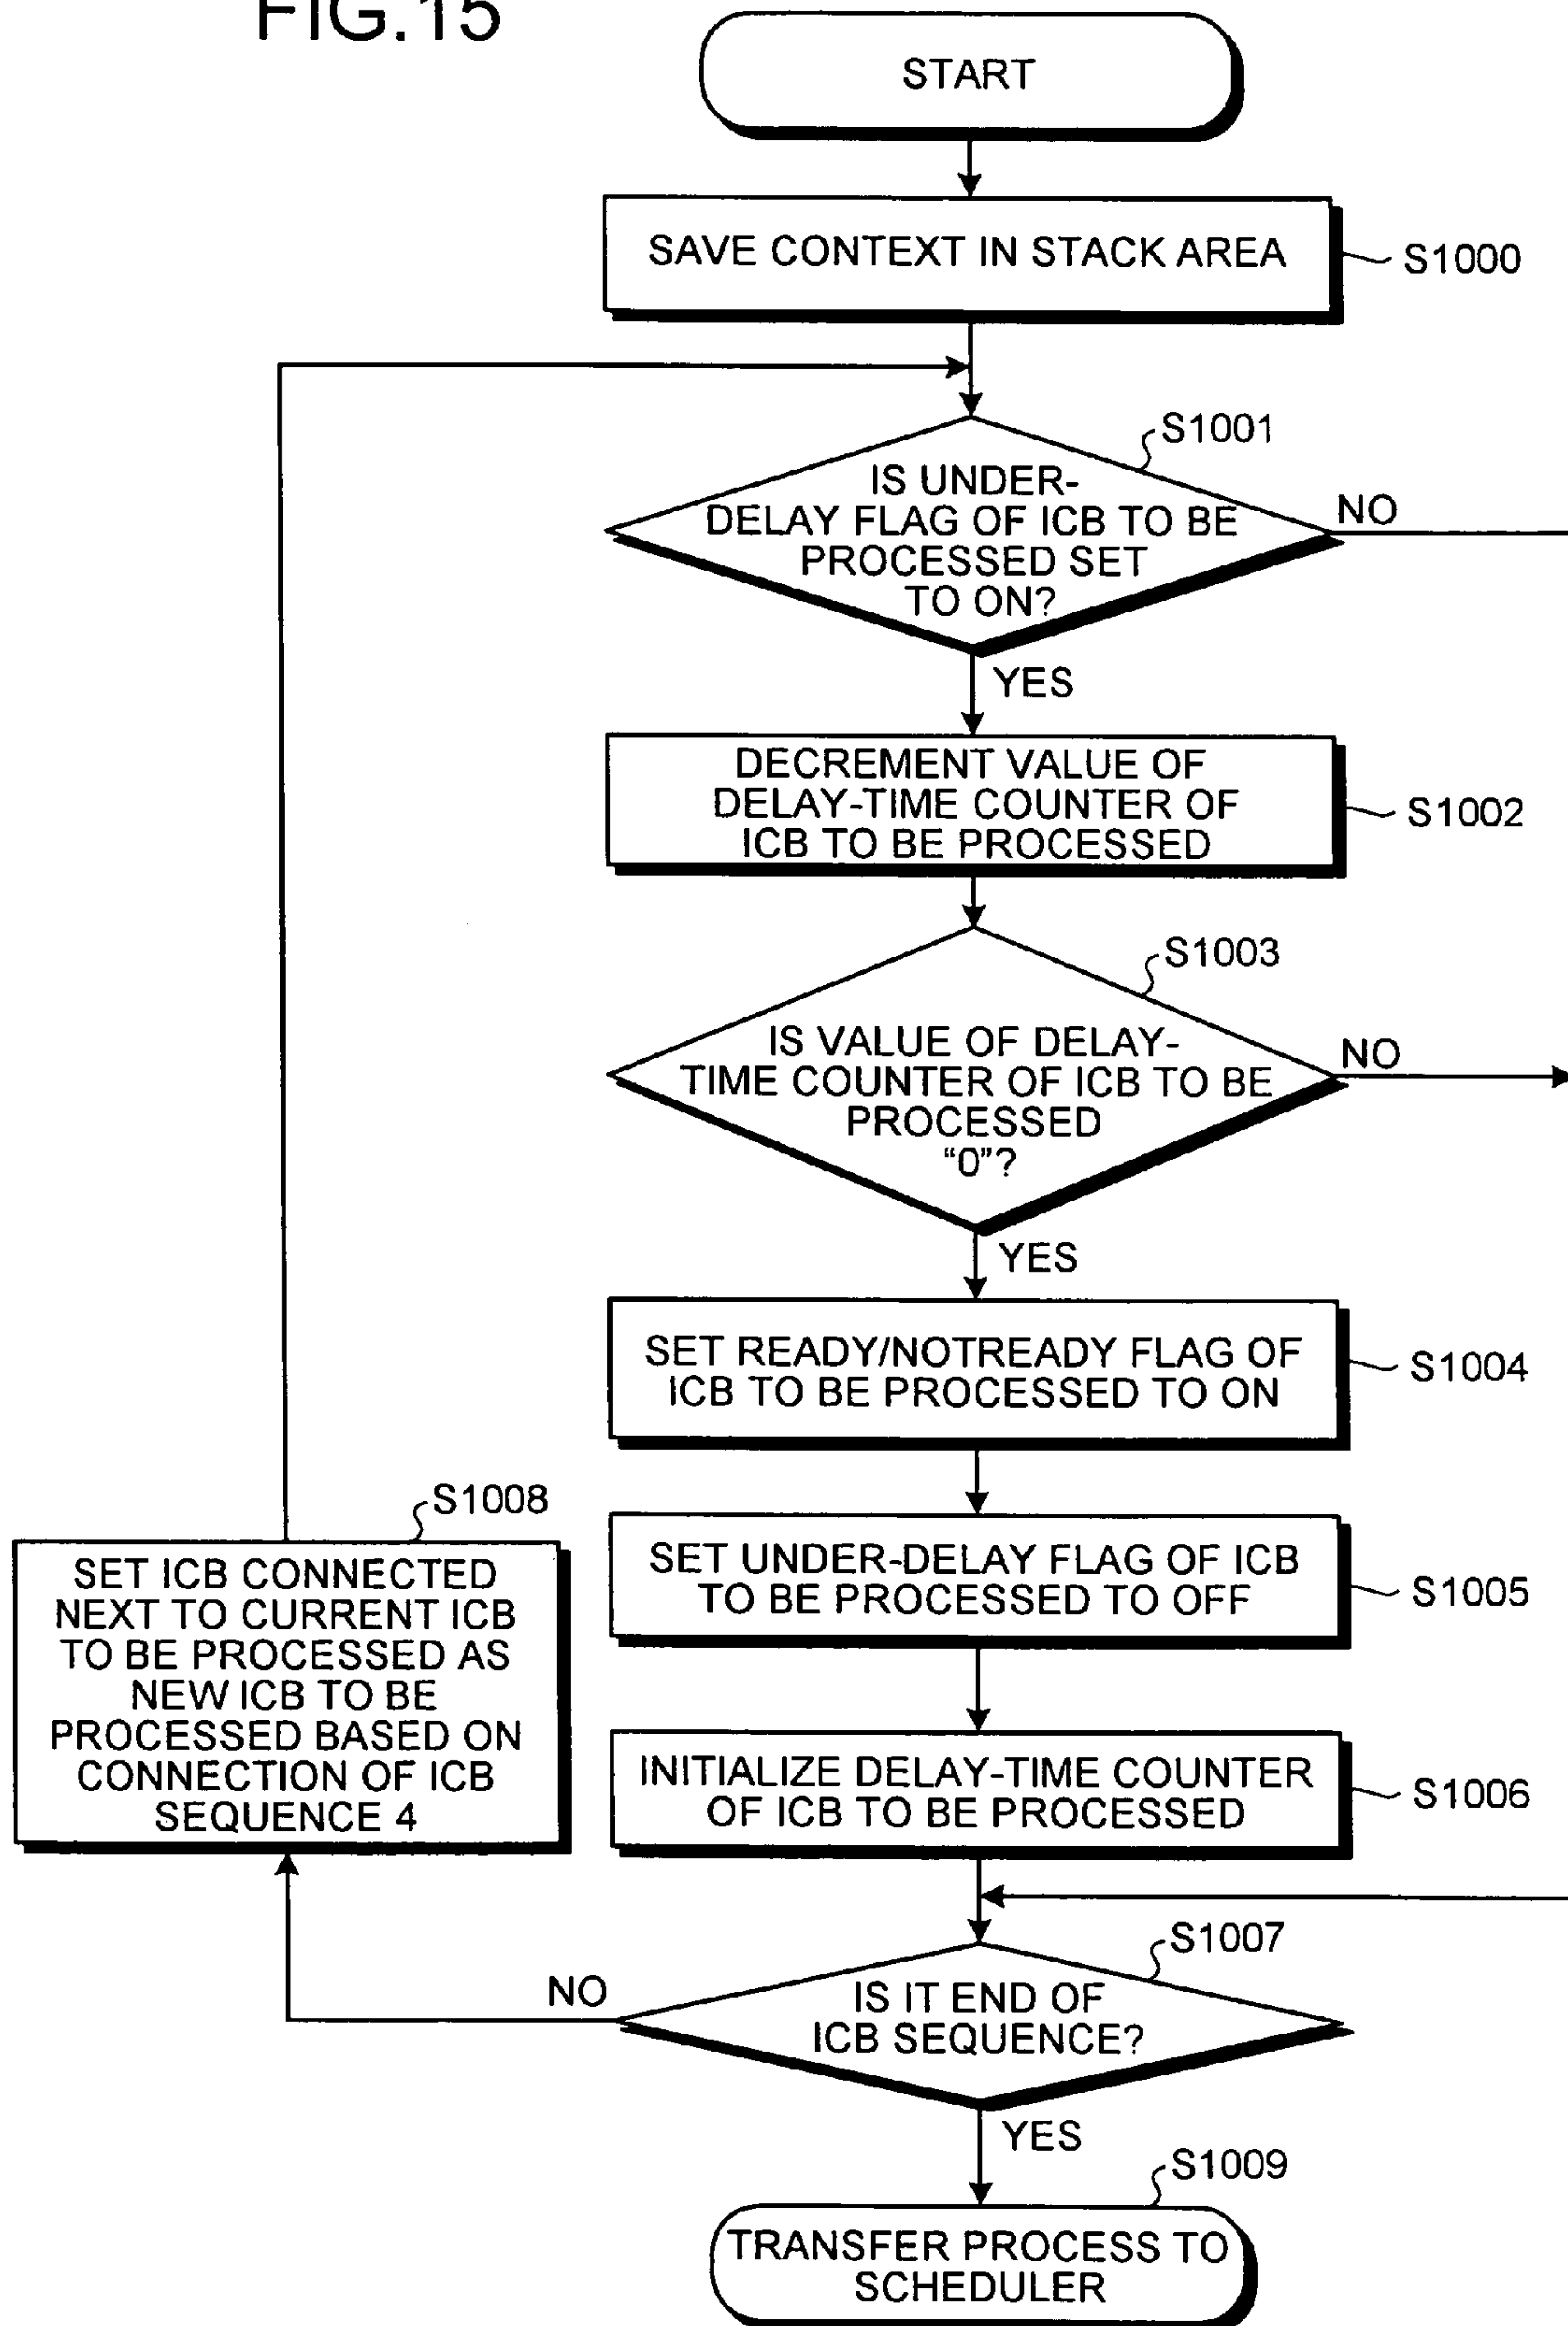 FIG.15
START
SAVE CONTEXT IN STACK AREA
S1000
S1001
IS UNDER-
DELAY FLAG OF ICB TO BE
PROCESSED SET
TO ON?
NO
YES
DECREMENT VALUE OF
DELAY-TIME COUNTER OF
ICB TO BE PROCESSED
S1002
S1003
IS VALUE OF DELAY-
TIME COUNTER OF ICB TO BE
PROCESSED
“0”?
NO
YES
SET READY/NOTREADY FLAG OF
ICB TO BE PROCESSED TO ON
S1004
S1008
SET ICB CONNECTED
NEXT TO CURRENT ICB
TO BE PROCESSED AS
NEW ICB TO BE
PROCESSED BASED ON
CONNECTION OF ICB
SEQUENCE 4
SET UNDER-DELAY FLAG OF ICB
TO BE PROCESSED TO OFF
S1005
INITIALIZE DELAY-TIME COUNTER
OF ICB TO BE PROCESSED
S1006
S1007
NO
IS IT END OF
ICB SEQUENCE?
YES
S1009
TRANSFER PROCESS TO
SCHEDULER